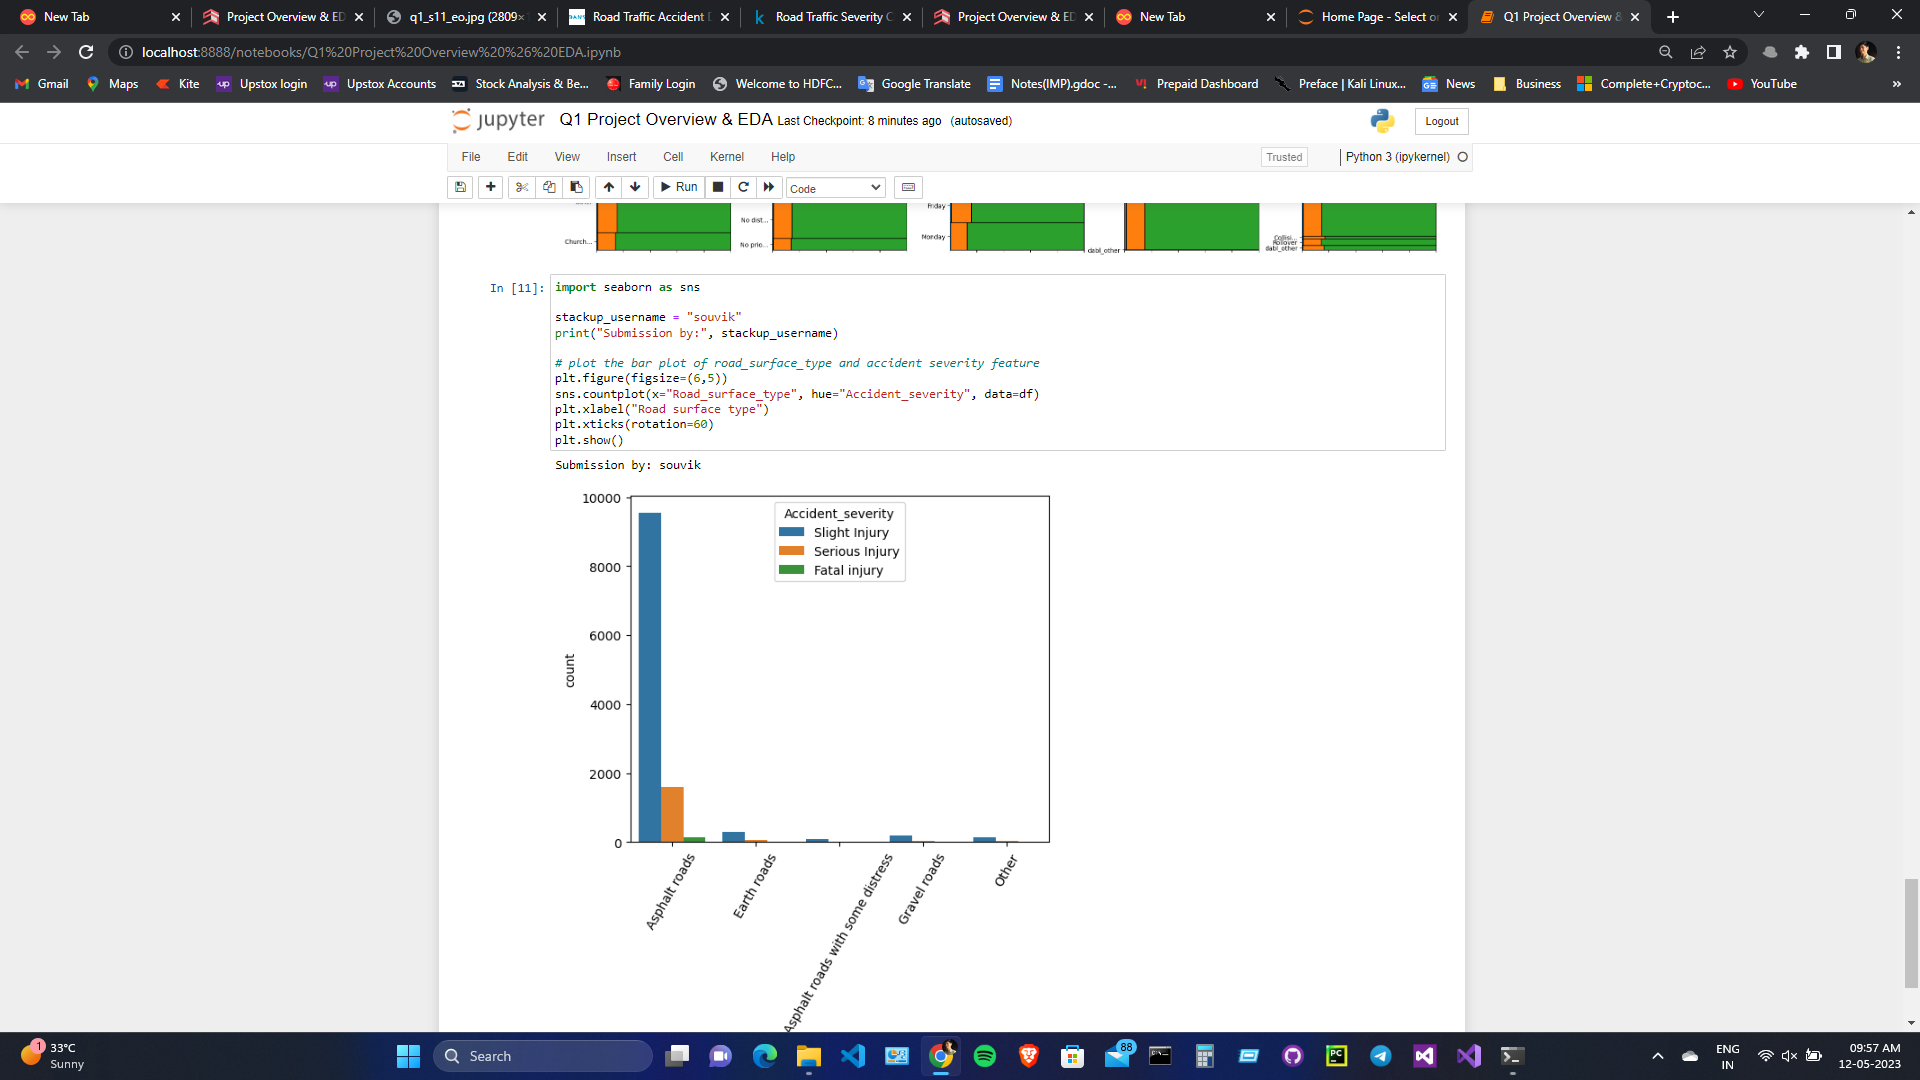 New Tab
Project Overview & ED
q1_s11_eo.jpg (2809×
Road Traffic Accident D
Road Traffic Severity C
Project Overview & ED
New Tab
Home Page - Select or
Q1 Project Overview &
localhost:8888/notebooks/Q1%20Project%20Overview%20%26%20EDA.ipynb
Gmail
Maps
Kite
Upstox login
Upstox Accounts
Stock Analysis & Be...
Family Login
Welcome to HDFC...
Google Translate
Notes(IMP).gdoc -...
Prepaid Dashboard
Preface | Kali Linux...
News
Business
Complete+Cryptoc...
YouTube
»
jupyter Q1 Project Overview & EDA Last Checkpoint: 8 minutes ago (autosaved)
Logout
File Edit View Insert Cell Kernel Help
Trusted
Python 3 (ipykernel)
Run
Code
Church...
No dist...
No prio...
Friday
Monday
dabl_other
Collisi...
Rollover
dabl_other
In [11]:
import seaborn as sns
stackup_username = "souvik"
print("Submission by:", stackup_username)
# plot the bar plot of road_surface_type and accident severity feature
plt.figure(figsize=(6,5))
sns.countplot(x="Road_surface_type", hue="Accident_severity", data=df)
plt.xlabel("Road surface type")
plt.xticks(rotation=60)
plt.show()
Submission by: souvik
10000
8000
6000
4000
2000
0
count
Accident_severity
Slight Injury
Serious Injury
Fatal injury
Asphalt roads
Earth roads
Asphalt roads with some distress
Gravel roads
Other
1
33°C
Sunny
Search
88
ENG
IN
09:57 AM
12-05-2023